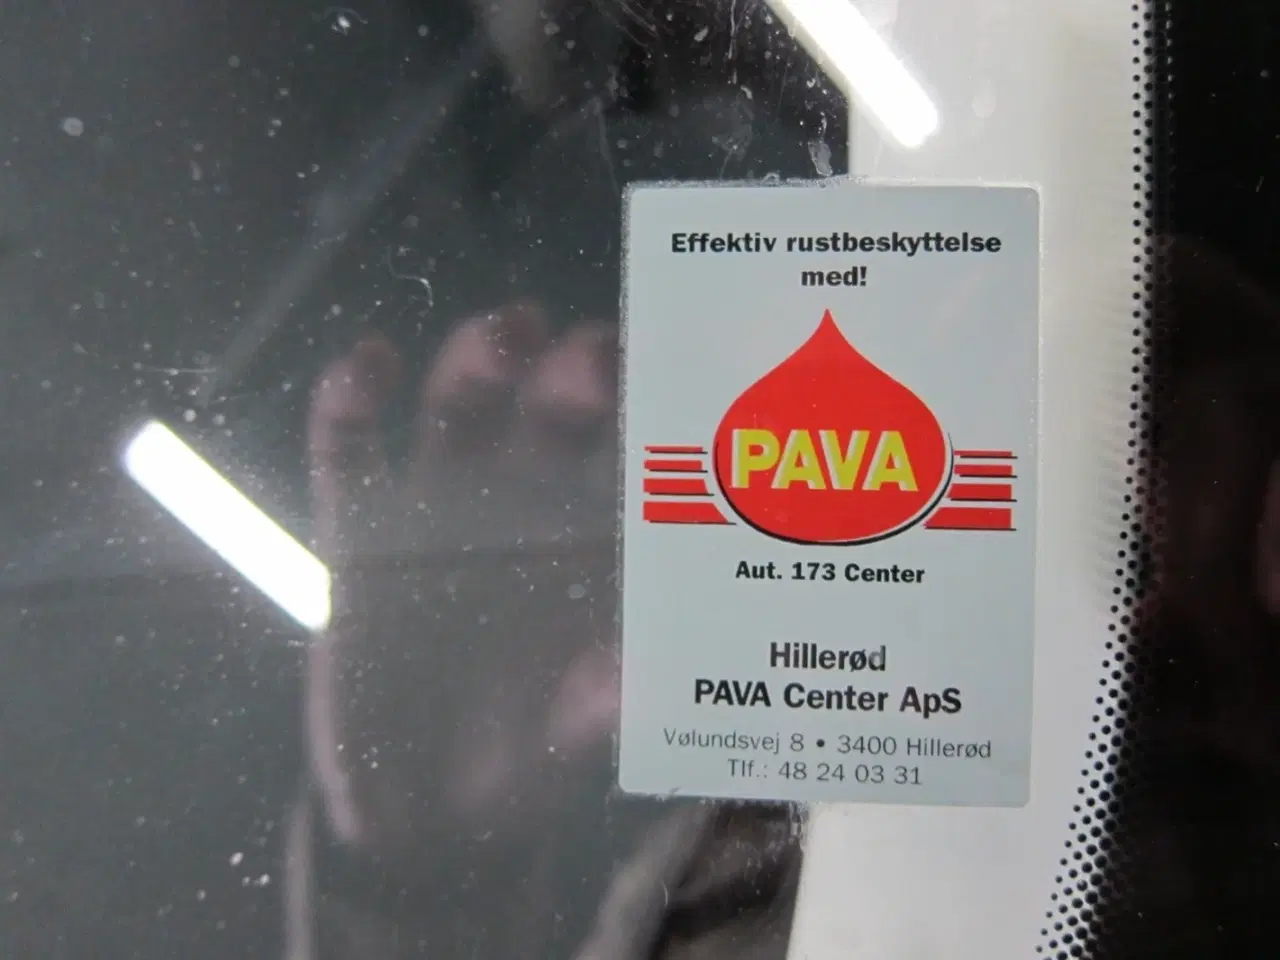 Effektiv rustbeskyttelse
med!
PAVA
Aut. 173 Center
Hillerød
PAVA Center ApS
Vølundsvej 8 • 3400 Hillerød
Tlf.: 48 24 03 31